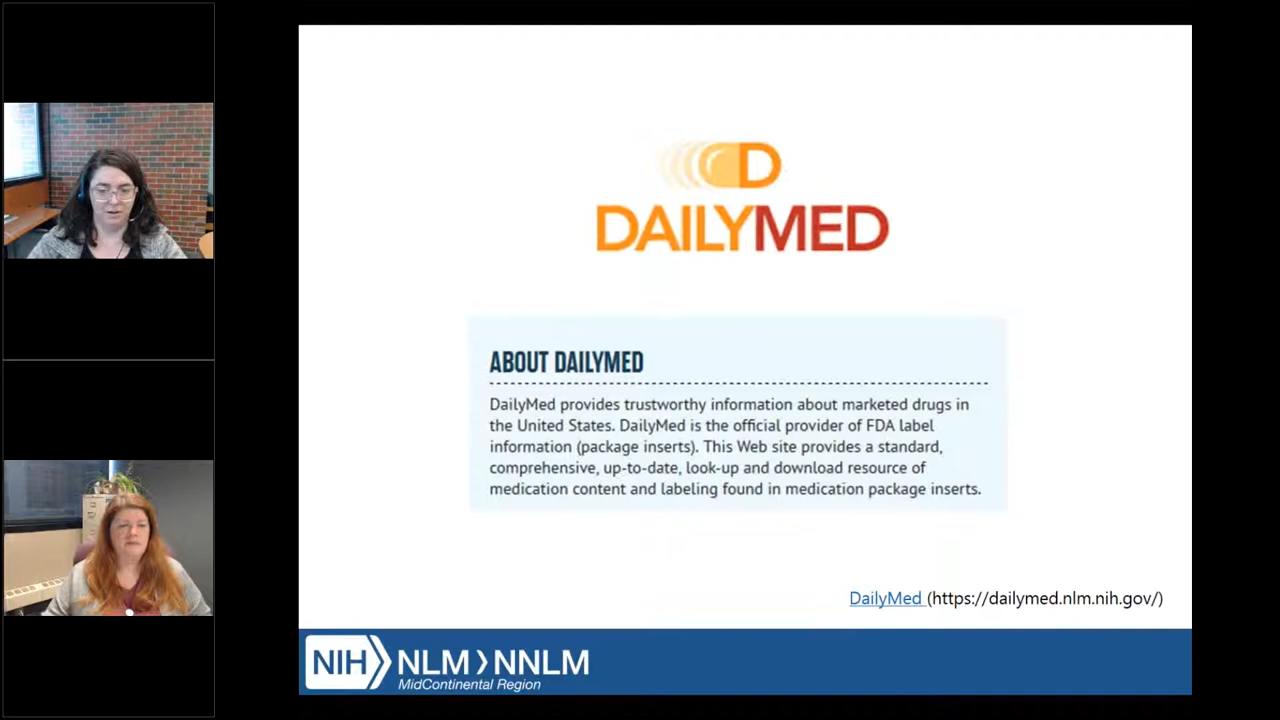 D
DAILYMED
ABOUT DAILYMED
DailyMed provides trustworthy information about marketed drugs in
the United States. DailyMed is the official provider of FDA label
information (package inserts). This Web site provides a standard,
comprehensive, up-to-date, look-up and download resource of
medication content and labeling found in medication package inserts.
DailyMed (https://dailymed.nlm.nih.gov/)
NIH NLM NNLM
MidContinental Region